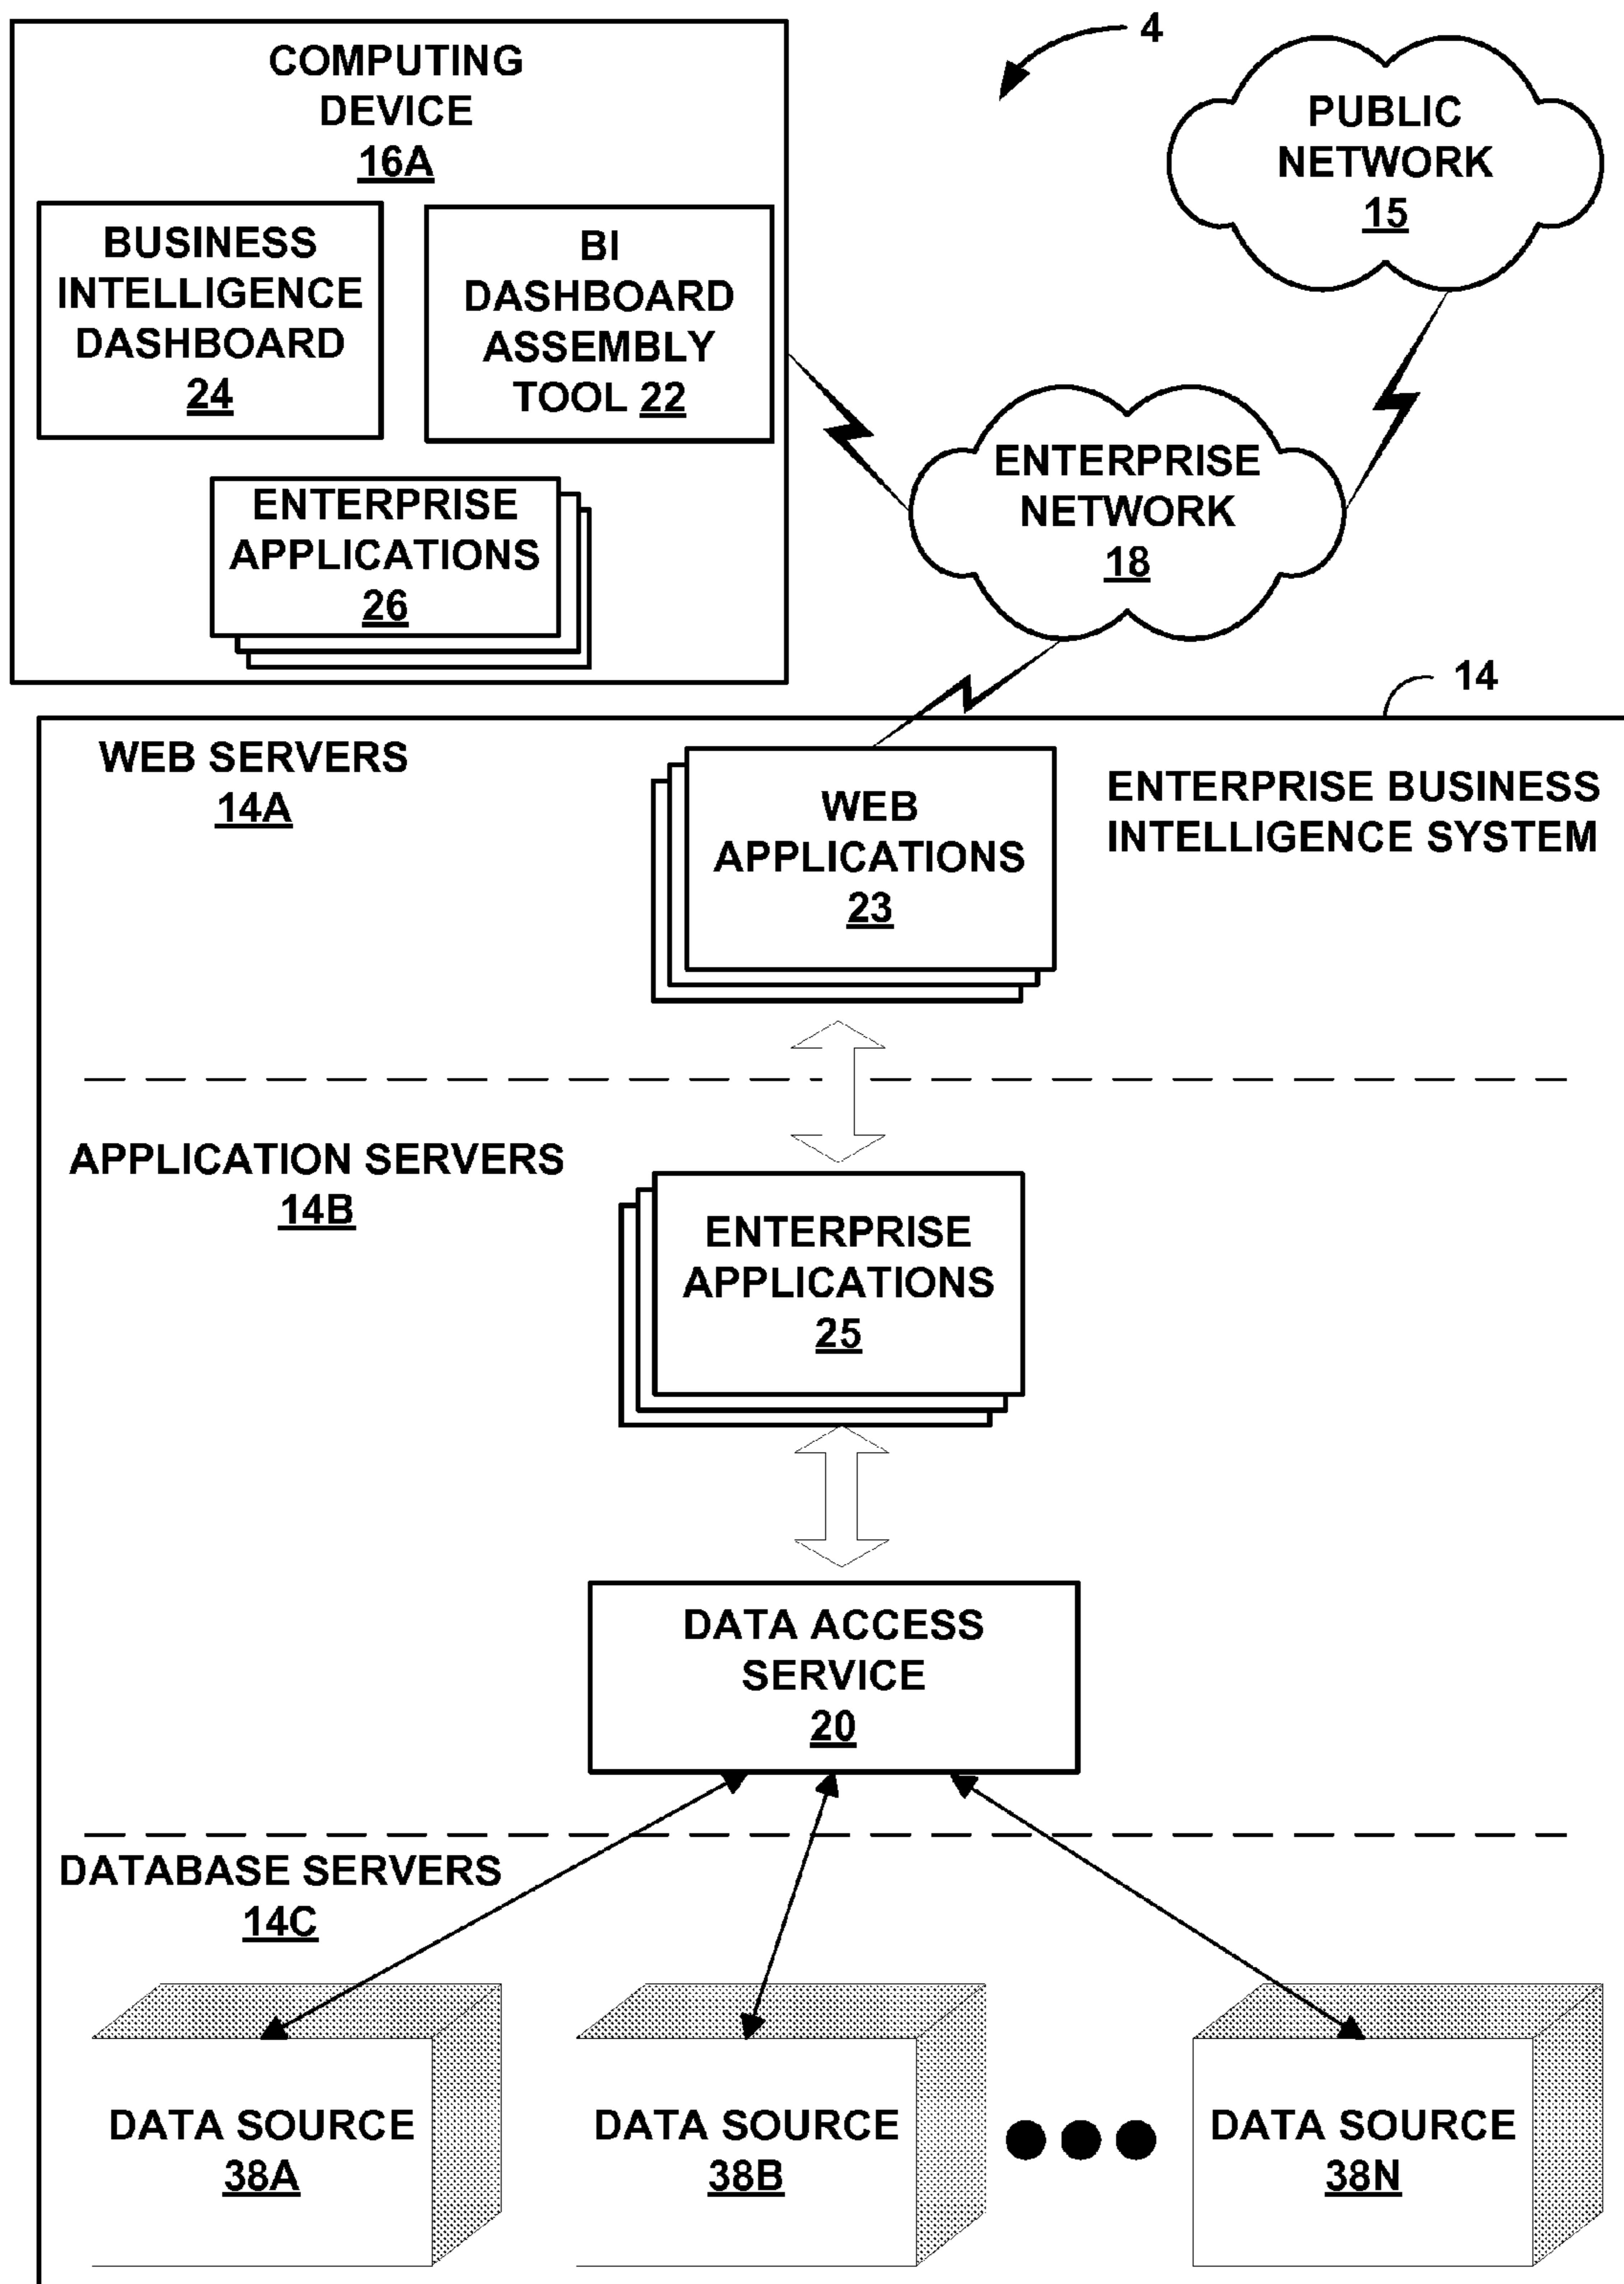 4
COMPUTING
DEVICE
16A
PUBLIC
NETWORK
15
BUSINESS
INTELLIGENCE
DASHBOARD
24
BI
DASHBOARD
ASSEMBLY
TOOL 22
ENTERPRISE
NETWORK
18
ENTERPRISE
APPLICATIONS
26
14
WEB SERVERS
14A
WEB
APPLICATIONS
23
ENTERPRISE BUSINESS
INTELLIGENCE SYSTEM
APPLICATION SERVERS
14B
ENTERPRISE
APPLICATIONS
25
DATA ACCESS
SERVICE
20
DATABASE SERVERS
14C
DATA SOURCE
38A
DATA SOURCE
38B
DATA SOURCE
38N